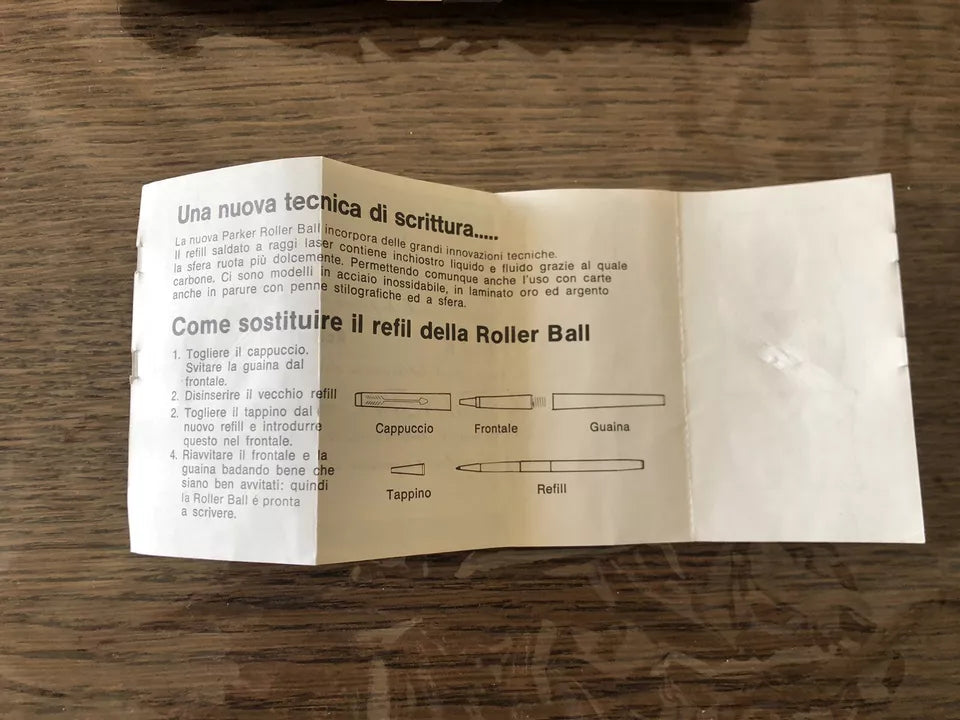 Una nuova tecnica di scrittura.....
La nuova Parker Roller Ball incorpora delle grandi innovazioni tecniche.
Il refill saldato a raggi laser contiene inchiostro liquido e fluido grazie al quale
la sfera ruota più dolcemente. Permettendo comunque anche l'uso con carte
carbone. Ci sono modelli in acciaio inossidabile, in laminato oro ed argento
anche in parure con penne stilografiche ed a sfera.
Come sostituire il refil della Roller Ball
1. Togliere il cappuccio.
Svitare la guaina dal
frontale.
2. Disinserire il vecchio refill
2. Togliere il tappino dal
nuovo refill e introdurre
questo nel frontale.
4. Riavvitare il frontale e la
guaina badando bene che
siano ben avvitati: quindi
la Roller Ball é pronta
a scrivere.
Cappuccio
Frontale
Guaina
Tappino
Refill